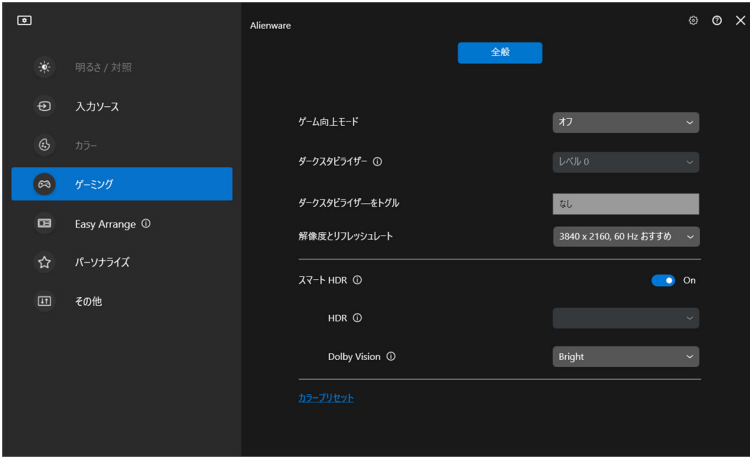 Alienware
全般
明るさ / 対照
入力ソース
カラー
ゲーミング
Easy Arrange
パーソナライズ
その他
ゲーム向上モード
オフ
ダークスタビライザー
レベル 0
ダークスタビライザーをトグル
なし
解像度とリフレッシュレート
3840 x 2160, 60 Hz おすすめ
スマート HDR
On
HDR
Dolby Vision
Bright
カラープリセット